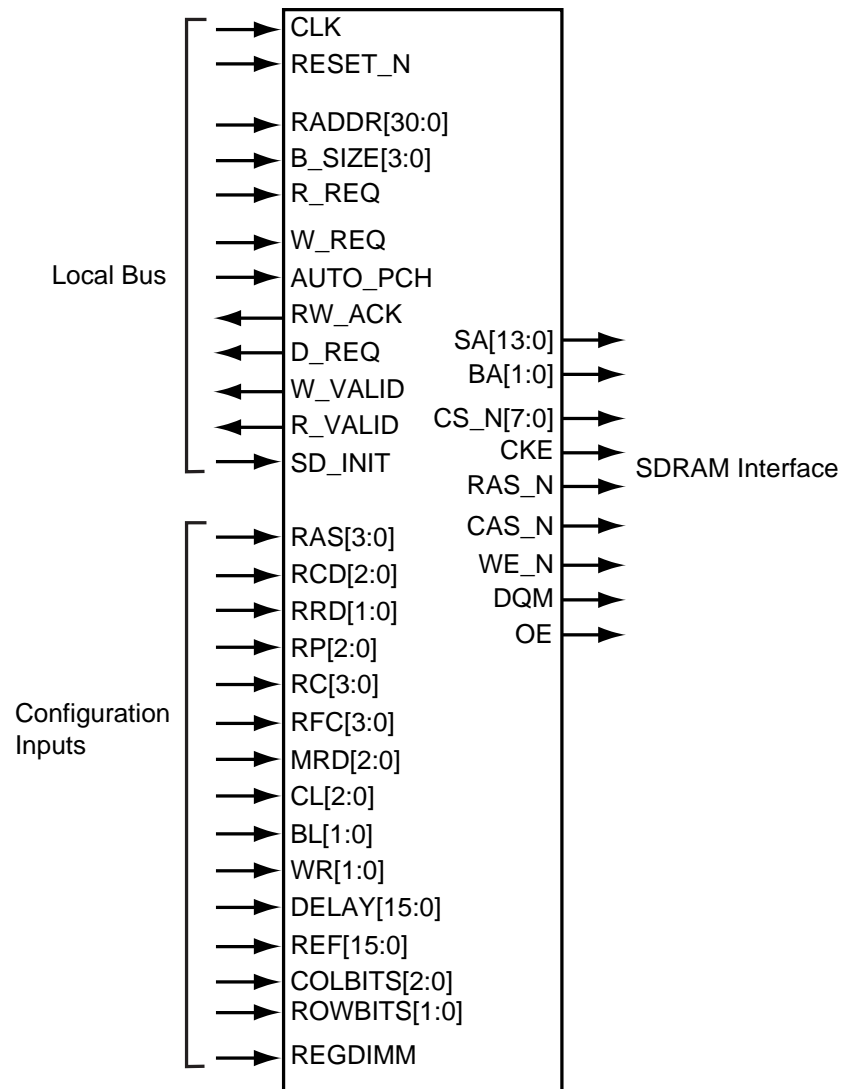 CLK
RESET_N
RADDR[30:0]
B_SIZE[3:0]
R_REQ
W_REQ
Local Bus
AUTO_PCH
RW_ACK
D_REQ
W_VALID
R_VALID
SD_INIT
SA[13:0]
BA[1:0]
CS_N[7:0]
CKE
RAS_N
CAS_N
WE_N
DQM
OE
SDRAM Interface
RAS[3:0]
RCD[2:0]
RRD[1:0]
RP[2:0]
RC[3:0]
Configuration
Inputs
RFC[3:0]
MRD[2:0]
CL[2:0]
BL[1:0]
WR[1:0]
DELAY[15:0]
REF[15:0]
COLBITS[2:0]
ROWBITS[1:0]
REGDIMM